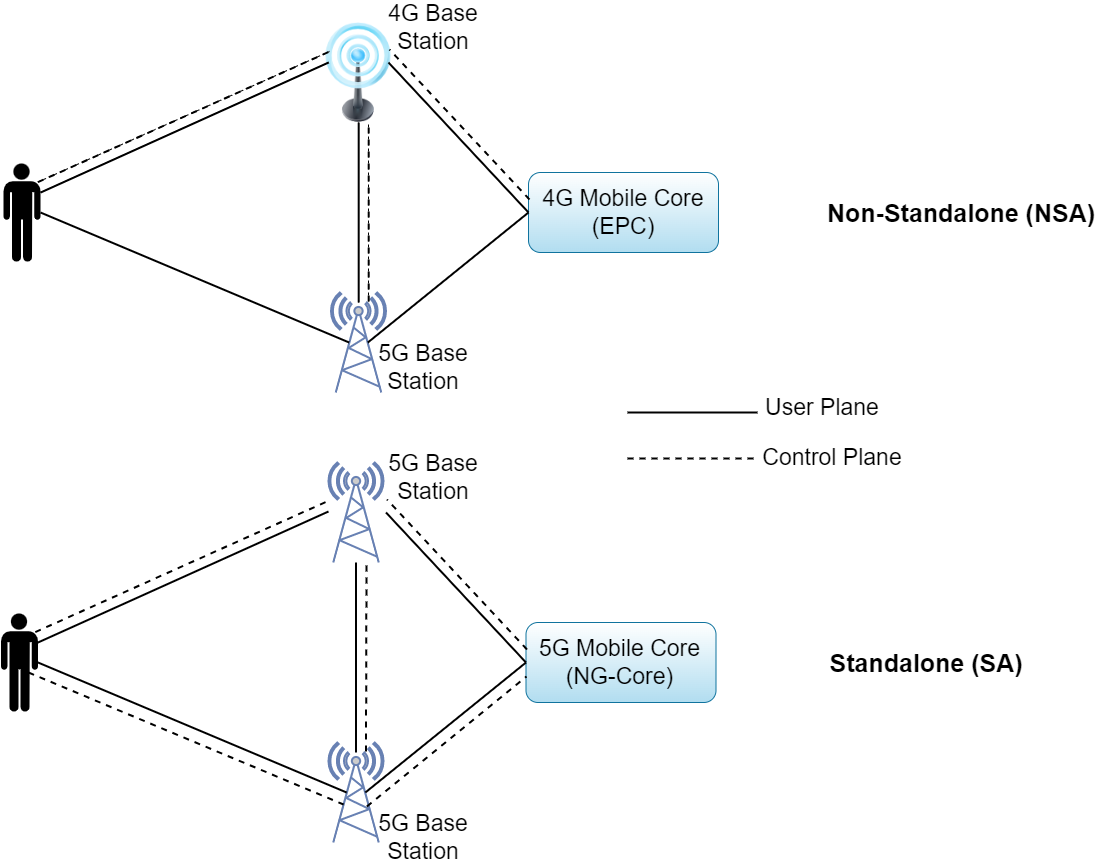 4G Base
Station
4G Mobile Core
(EPC)
Non-Standalone (NSA)
5G Base
Station
User Plane
Control Plane
5G Base
Station
5G Mobile Core
(NG-Core)
Standalone (SA)
5G Base
Station